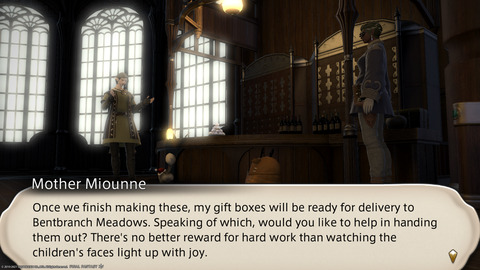 Mother Miounne
Once we finish making these, my gift boxes will be ready for delivery to
Bentbranch Meadows. Speaking of which, would you like to help in handing
them out? There's no better reward for hard work than watching the
children's faces light up with joy.